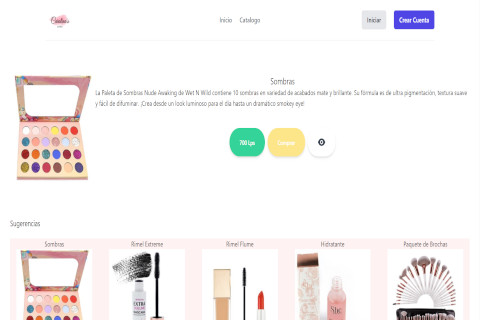 Inicio Catalogo
Iniciar
Crear Cuenta
Sombras
La Paleta de Sombras Nude Awaking de Wet N Wild contiene 10 sombras en variedad de acabados mate y brillante. Su fórmula es de ultra pigmentación, textura suave
y fácil de difuminar. ¡Crea desde un look luminoso para el día hasta un dramático smokey-eye!
700 Lps
Comprar
Sugerencias
Sombras
Rimel Extreme
Rimel Flume
Hidratante
Paquete de Brochas
EXTRA
She